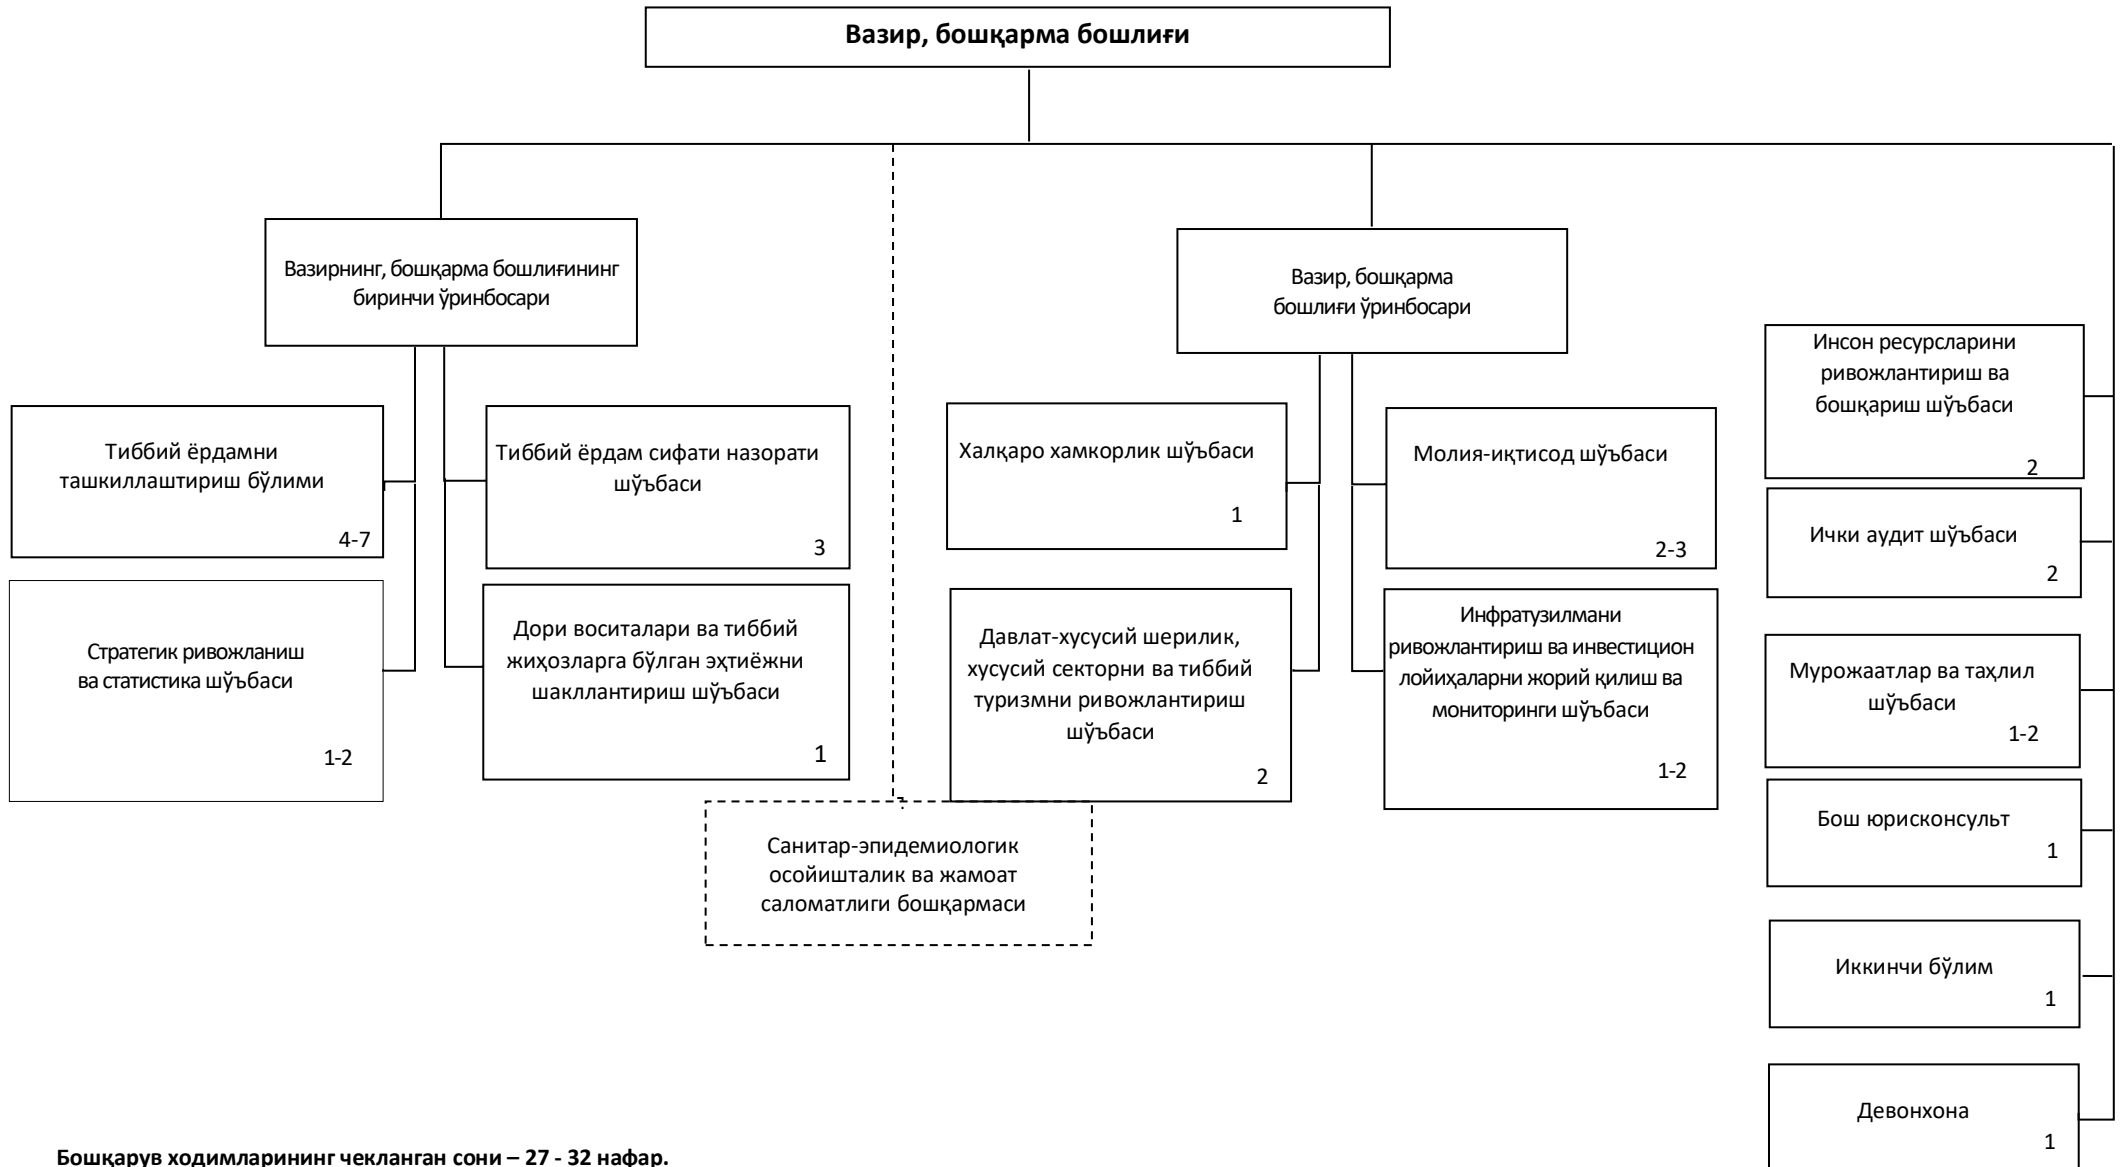 Вазир, бошқарма бошлиғи
Вазирнинг, бошқарма бошлиғининг
биринчи ўринбосари
Вазир, бошқарма
бошлиғи ўринбосари
Тиббий ёрдамни
ташкиллаштириш бўлими
4-7
Тиббий ёрдам сифати назорати
шўъбаси
3
Стратегик ривожланиш
ва статистика шўъбаси
1-2
Дори воситалари ва тиббий
жиҳозларга бўлган эҳтиёжни
шакллантириш шўъбаси
1
Санитар-эпидемиологик
осойишталик ва жамоат
саломатлиги бошқармаси
Халқаро хамкорлик шўъбаси
1
Молия-иқтисод шўъбаси
2-3
Давлат-хусусий шерилик,
хусусий секторни ва тиббий
туризмни ривожлантириш
шўъбаси
2
Инфратузилмани
ривожлантириш ва инвестицион
лойиҳаларни жорий қилиш ва
мониторинги шўъбаси
1-2
Инсон ресурсларини
ривожлантириш ва
бошқариш шўъбаси
2
Ички аудит шўъбаси
2
Мурожаатлар ва таҳлил
шўъбаси
1-2
Бош юрисконсульт
1
Иккинчи бўлим
1
Девонхона
1
Бошқарув ходимларининг чекланган сони – 27 - 32 нафар.